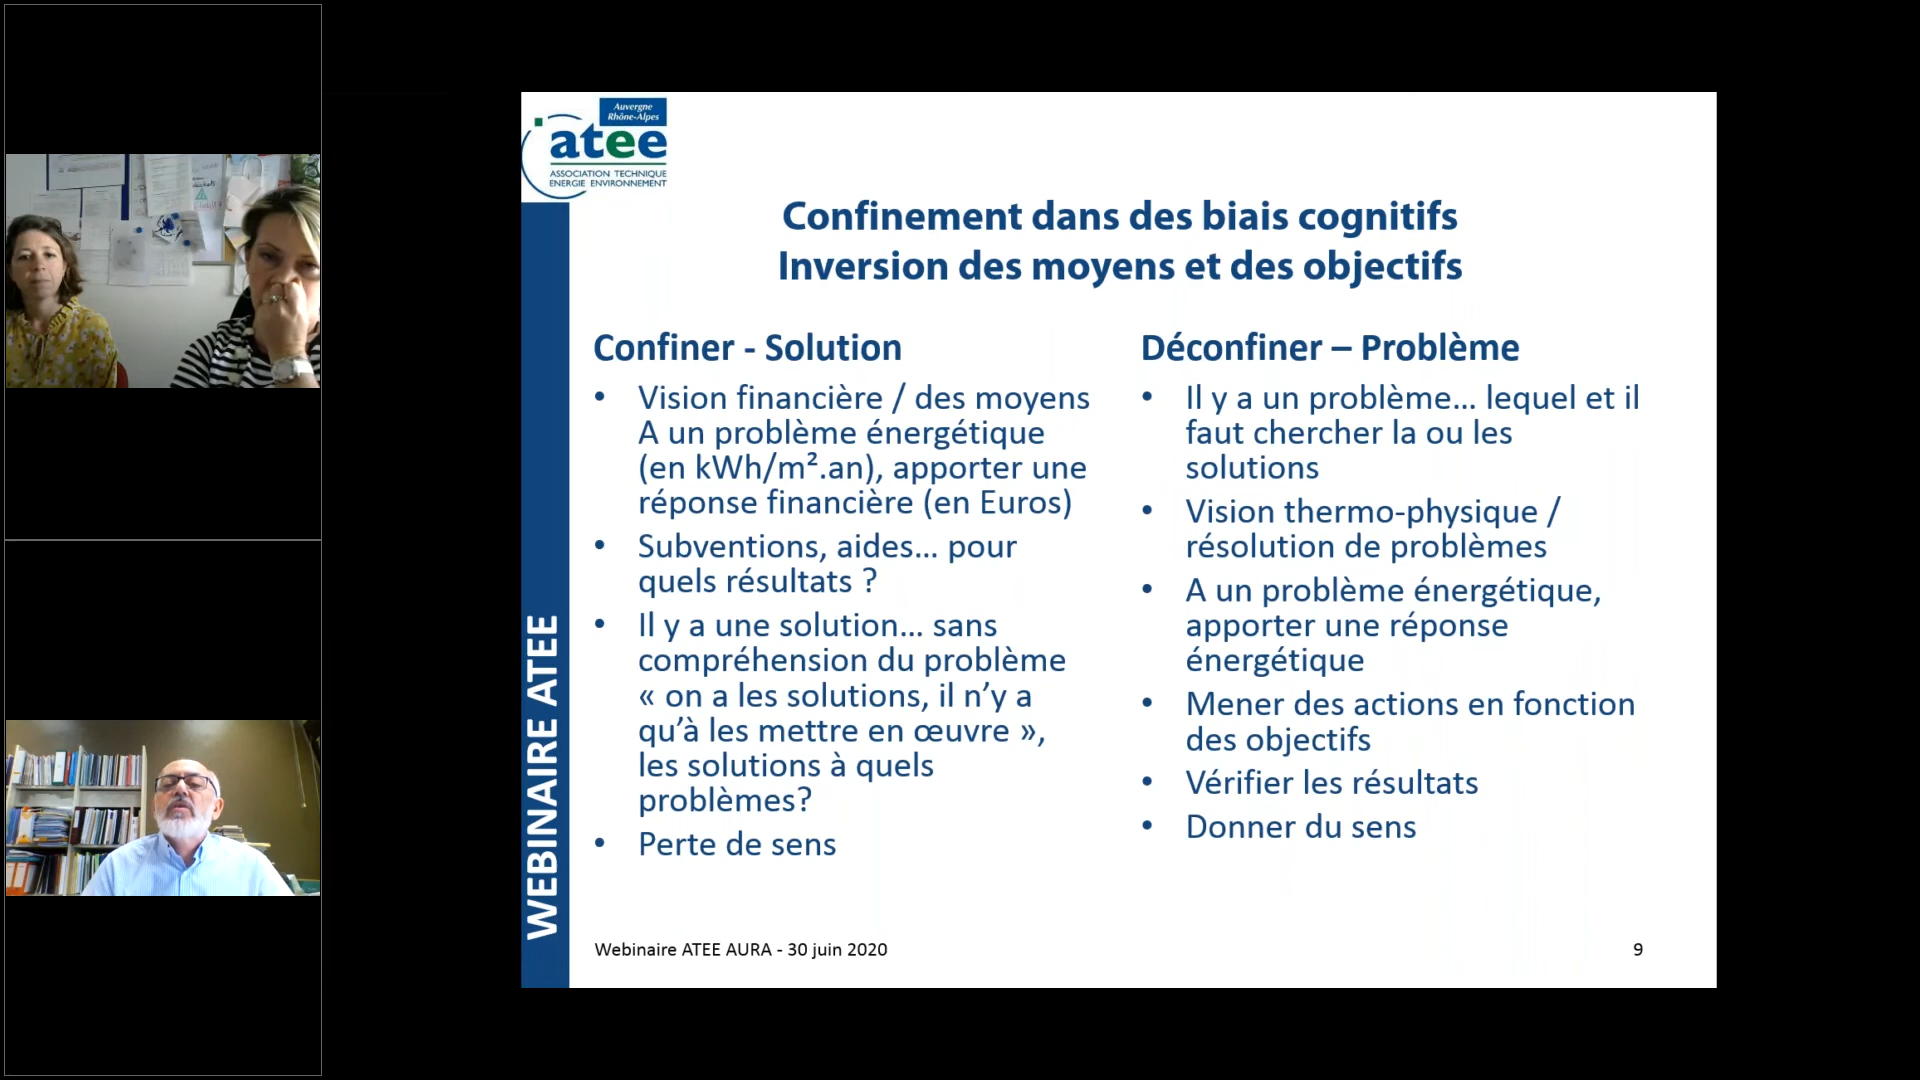 Auvergne
Rhône-Alpes
atee
ASSOCIATION TECHNIQUE
ENERGIE ENVIRONNEMENT
Confinement dans des biais cognitifs
Inversion des moyens et des objectifs
Confiner - Solution
• Vision financière / des moyens
A un problème énergétique
(en kWh/m².an), apporter une
réponse financière (en Euros)
• Subventions, aides... pour
quels résultats ?
• Il y a une solution... sans
compréhension du problème
« on a les solutions, il n’y a
qu’à les mettre en œuvre »,
les solutions à quels
problèmes?
• Perte de sens
Déconfiner – Problème
• Il y a un problème... lequel et il
faut chercher la ou les
solutions
• Vision thermo-physique /
résolution de problèmes
• A un problème énergétique,
apporter une réponse
énergétique
• Mener des actions en fonction
des objectifs
• Vérifier les résultats
• Donner du sens
WEBINAIRE ATEE
Webinaire ATEE AURA - 30 juin 2020
9